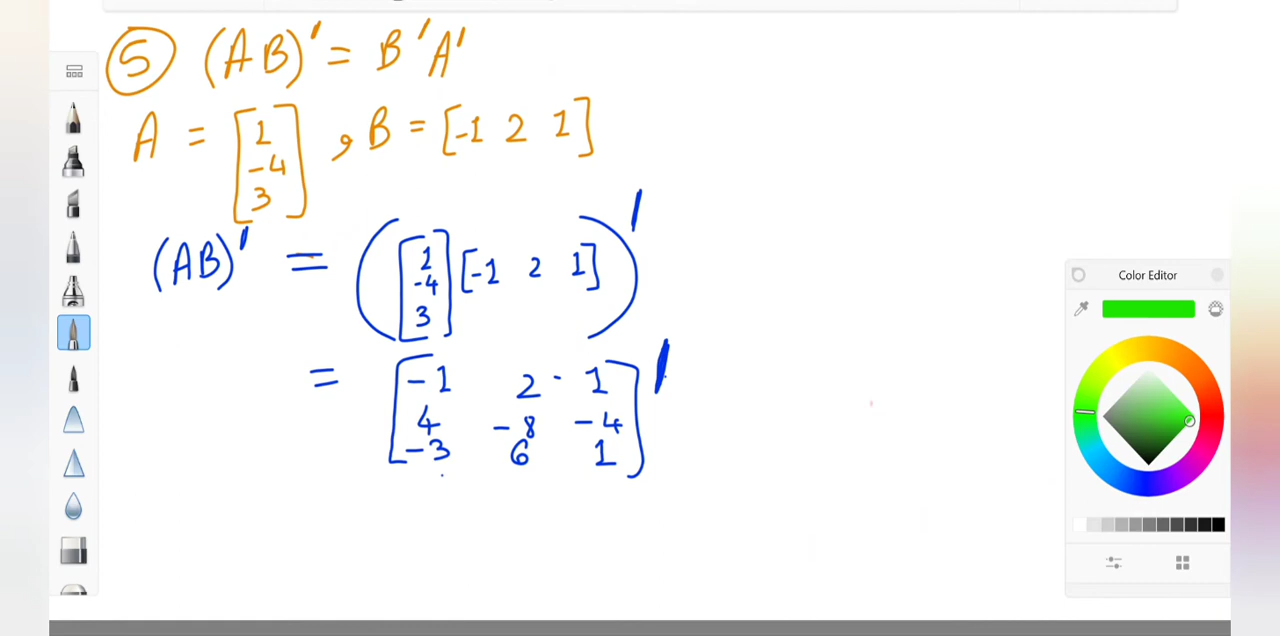 ⑤ (AB)' = B'A'
A = [1 -4 3] , B = [-1 2 1]
(AB)' = ([1 -4 3] [-1 2 1])'
= [-1 2 1
4 -8 -4
-3 6 1]'
Color Editor